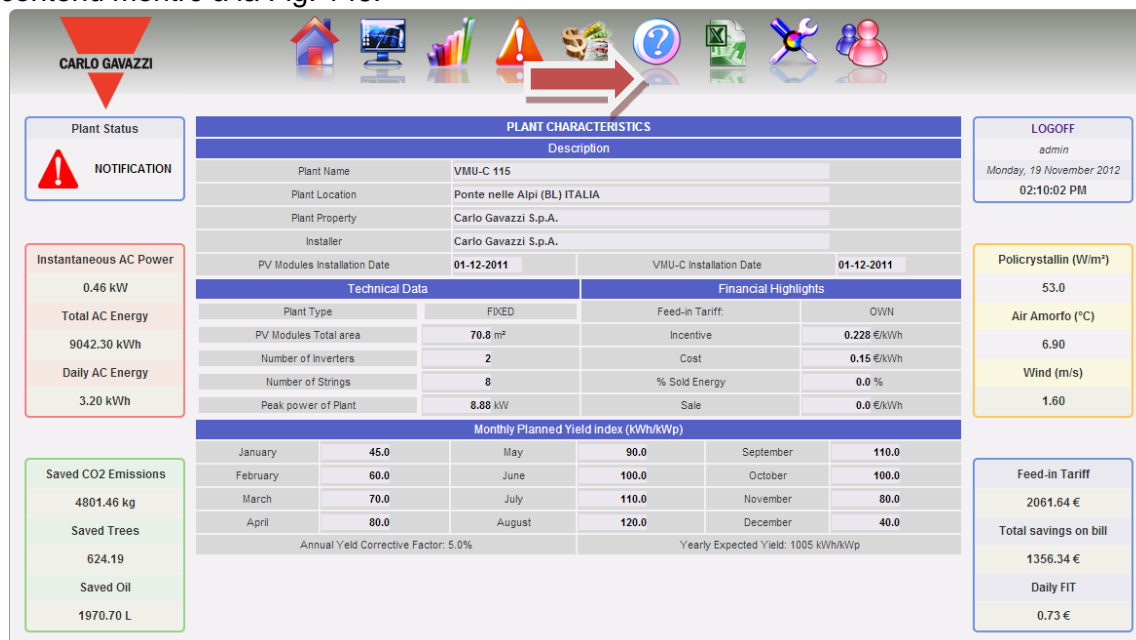 CARLO GAVAZZI
Plant Status
NOTIFICATION
Instantaneous AC Power
0.46 kW
Total AC Energy
9042.30 kWh
Daily AC Energy
3.20 kWh
Saved CO2 Emissions
4801.46 kg
Saved Trees
624.19
Saved Oil
1970.70 L
PLANT CHARACTERISTICS
Description
Plant Name VMU-C 115
Plant Location Ponte nelle Alpi (BL) ITALIA
Plant Property Carlo Gavazzi S.p.A.
Installer Carlo Gavazzi S.p.A.
PV Modules Installation Date 01-12-2011 VMU-C Installation Date 01-12-2011
Technical Data Financial Highlights
Plant Type FIXED Feed-in Tariff: OWN
PV Modules Total area 70.8 m² Incentive 0.228 €/kWh
Number of Inverters 2 Cost 0.15 €/kWh
Number of Strings 8 % Sold Energy 0.0 %
Peak power of Plant 8.88 kW Sale 0.0 €/kWh
Monthly Planned Yield index (kWh/kWp)
January 45.0 May 90.0 September 110.0
February 60.0 June 100.0 October 100.0
March 70.0 July 110.0 November 80.0
April 80.0 August 120.0 December 40.0
Annual Yeld Corrective Factor: 5.0% Yearly Expected Yield: 1005 kWh/kWp
LOGOFF
admin
Monday, 19 November 2012
02:10:02 PM
Policrystallin (W/m²)
53.0
Air Amorfo (°C)
6.90
Wind (m/s)
1.60
Feed-in Tariff
2061.64 €
Total savings on bill
1356.34 €
Daily FIT
0.73 €